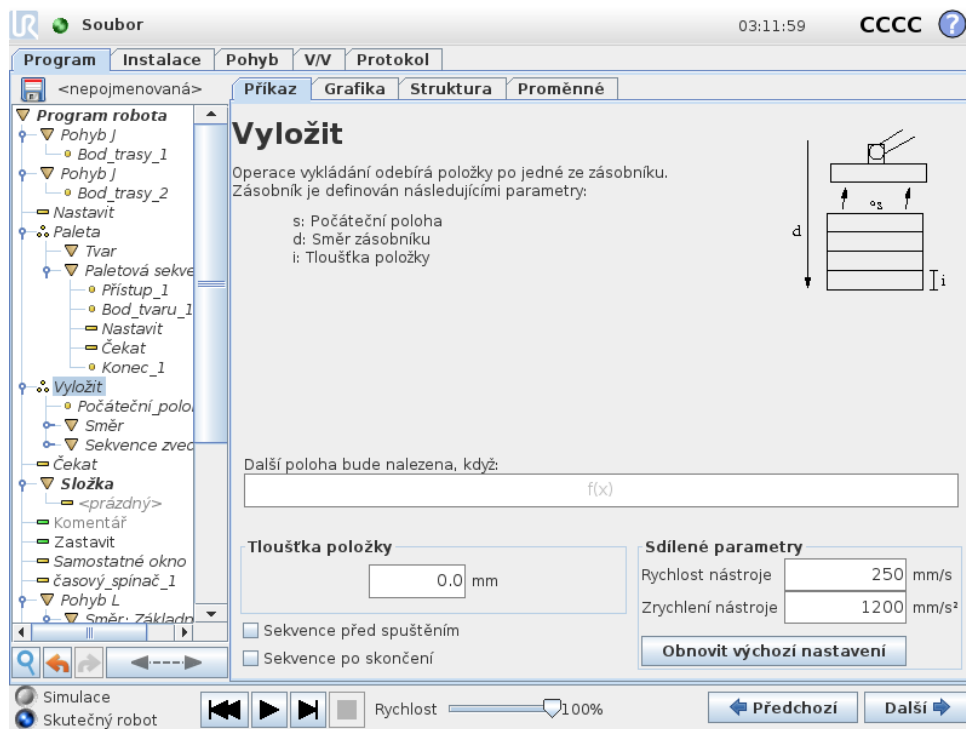 UR Soubor 03:11:59 CCCC ?
Program Instalace Pohyb V/V Protokol
<nepojmenovaná> Příkaz Grafika Struktura Proměnné
Program robota
Pohyb J
Bod_trasy_1
Pohyb J
Bod_trasy_2
Nastavit
Paleta
Tvar
Paletová sekve
Přístup_1
Bod_tvaru_1
Nastavit
Čekat
Konec_1
Vyložit
Počáteční_polo
Směr
Sekvence zved
Čekat
Složka
<prázdný>
Komentář
Zastavit
Samostatné okno
časový_spínač_1
Pohyb L
Směr: Základn
Vyložit
Operace vykládání odebírá položky po jedné ze zásobníku.
Zásobník je definován následujícími parametry:
s: Počáteční poloha
d: Směr zásobníku
i: Tloušťka položky
s
d
i
Další poloha bude nalezena, když:
f(x)
Tloušťka položky
0.0 mm
Sekvence před spuštěním
Sekvence po skončení
Sdílené parametry
Rychlost nástroje 250 mm/s
Zrychlení nástroje 1200 mm/s²
Obnovit výchozí nastavení
Simulace
Skutečný robot
Rychlost 100%
Předchozí Další